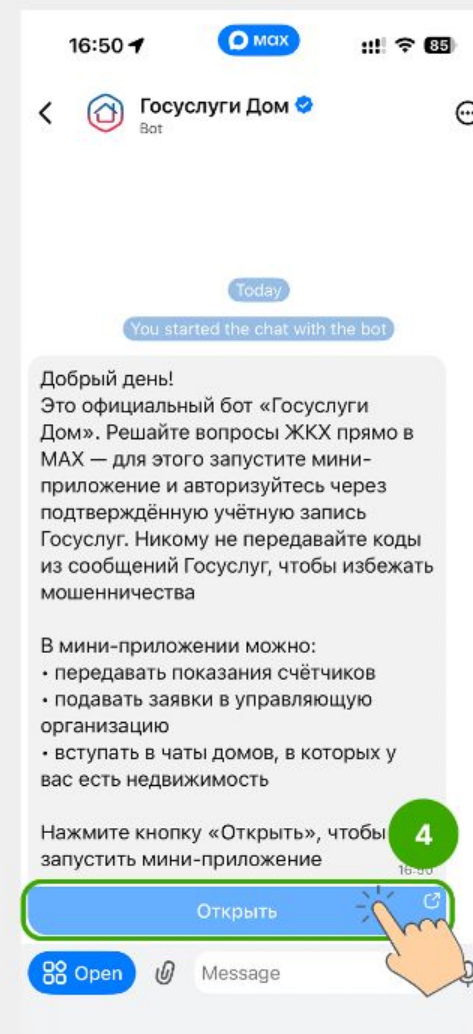 16:50
max
85
Госуслуги Дом
Bot
Today
You started the chat with the bot
Добрый день!
Это официальный бот «Госуслуги
Дом». Решайте вопросы ЖКХ прямо в
MAX — для этого запустите мини-
приложение и авторизуйтесь через
подтверждённую учётную запись
Госуслуг. Никому не передавайте коды
из сообщений Госуслуг, чтобы избежать
мошенничества
В мини-приложении можно:
• передавать показания счётчиков
• подавать заявки в управляющую
организацию
• вступать в чаты домов, в которых у
вас есть недвижимость
Нажмите кнопку «Открыть», чтобы
4
запустить мини-приложение
16:50
Открыть
Open
Message